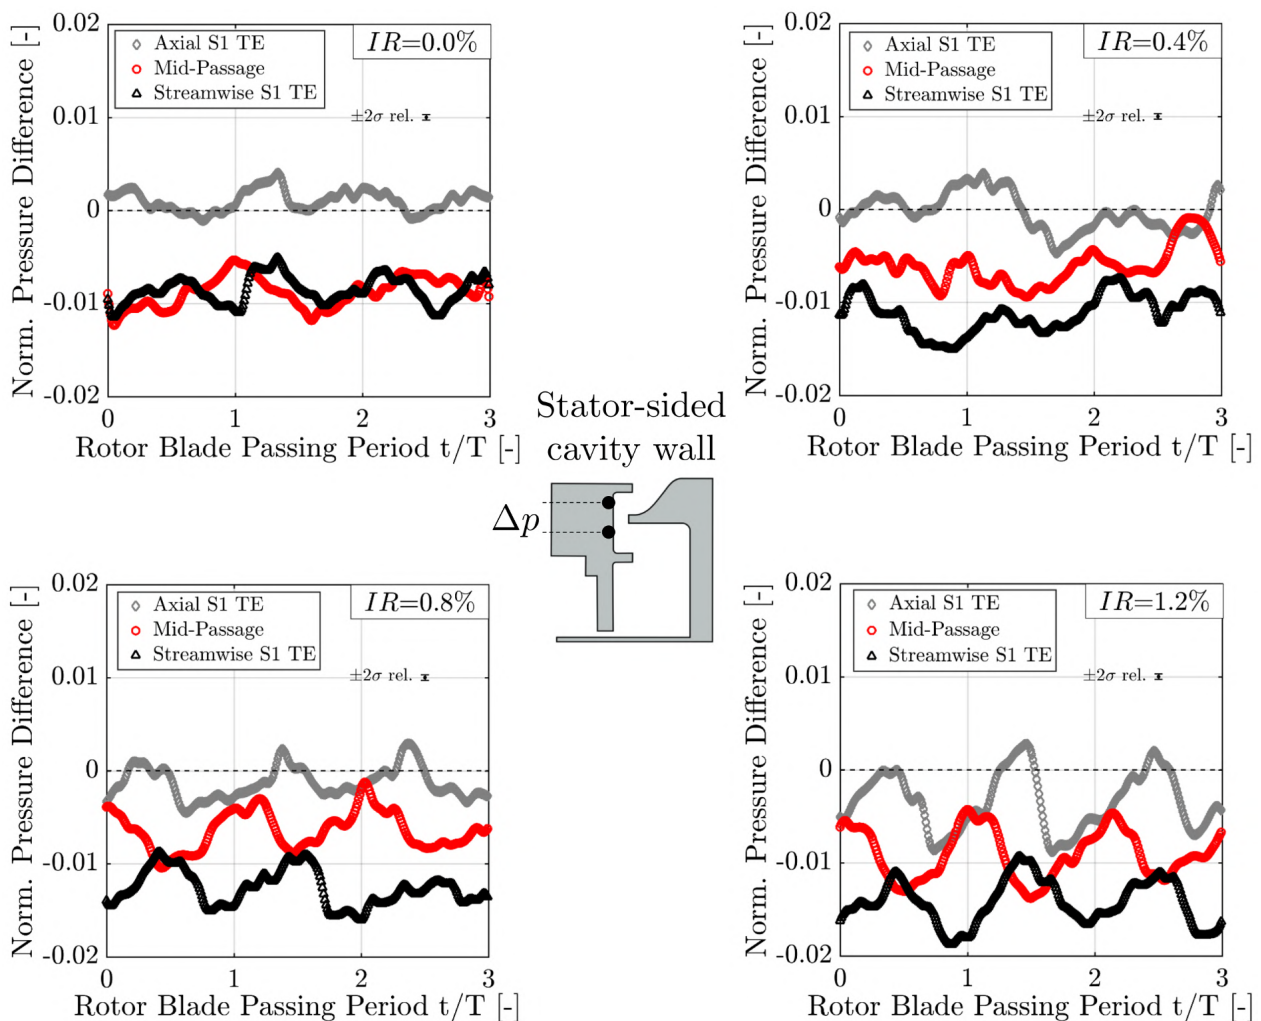 Norm. Pressure Difference [-]
0.02
0.01
0
-0.01
-0.02
Axial S1 TE
Mid-Passage
Streamwise S1 TE
IR=0.0%
±2σ rel.
0 1 2 3
Rotor Blade Passing Period t/T [-]
Norm. Pressure Difference [-]
0.02
0.01
0
-0.01
-0.02
Axial S1 TE
Mid-Passage
Streamwise S1 TE
IR=0.4%
±2σ rel.
0 1 2 3
Rotor Blade Passing Period t/T [-]
Stator-sided
cavity wall
Δp
Norm. Pressure Difference [-]
0.02
0.01
0
-0.01
-0.02
Axial S1 TE
Mid-Passage
Streamwise S1 TE
IR=0.8%
±2σ rel.
0 1 2 3
Rotor Blade Passing Period t/T [-]
Norm. Pressure Difference [-]
0.02
0.01
0
-0.01
-0.02
Axial S1 TE
Mid-Passage
Streamwise S1 TE
IR=1.2%
±2σ rel.
0 1 2 3
Rotor Blade Passing Period t/T [-]